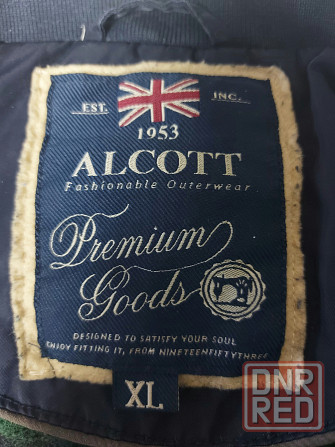 EST. INC.
1953
ALCOTT
Fashionable Outerwear
Premium
Goods
DESIGNED TO SATISFY YOUR SOUL
ENJOY FITTING IT, FROM NINETEENFIFTYTHREE
XL
DNR
RED